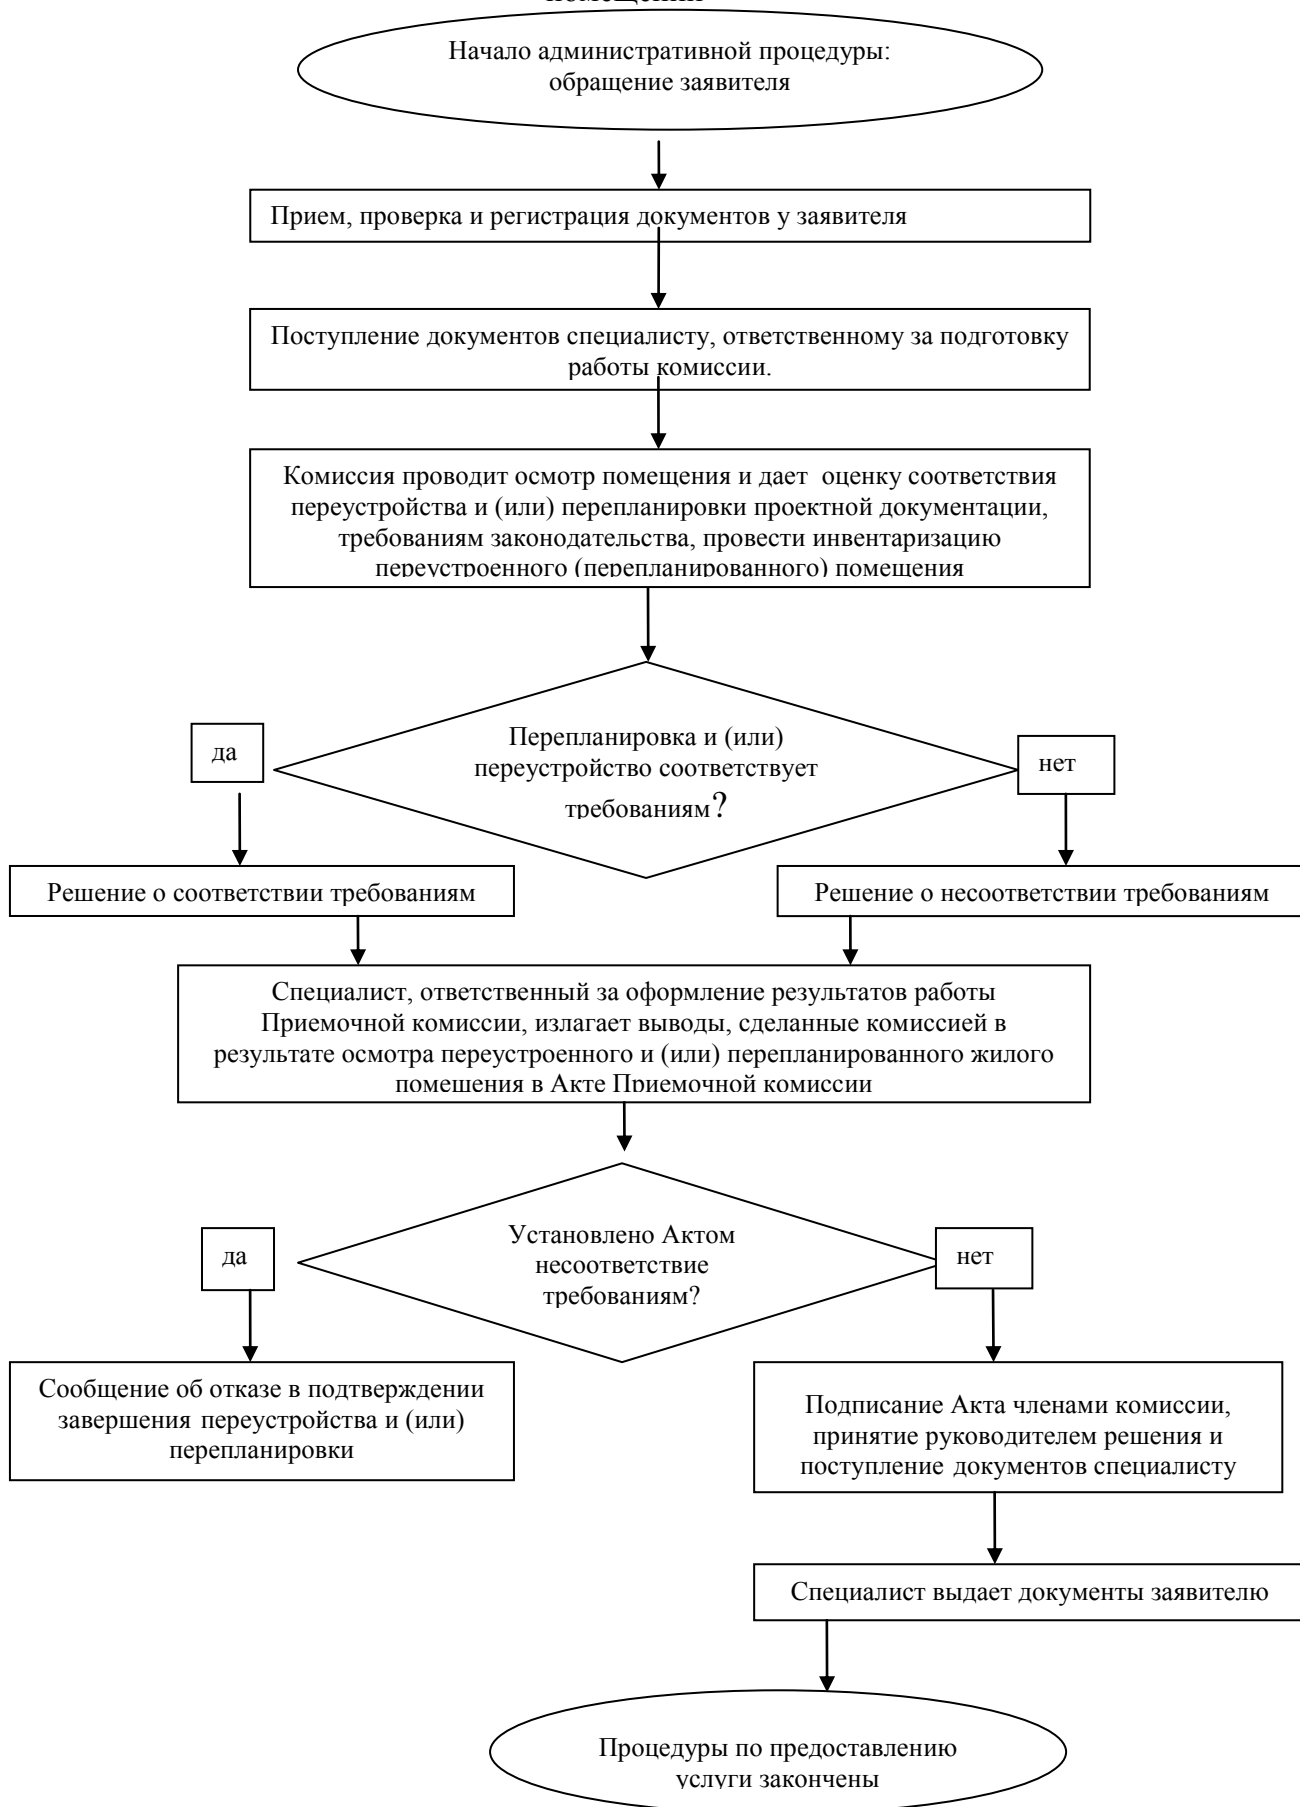 помещений
Начало административной процедуры:
обращение заявителя
Прием, проверка и регистрация документов у заявителя
Поступление документов специалисту, ответственному за подготовку
работы комиссии.
Комиссия проводит осмотр помещения и дает оценку соответствия
переустройства и (или) перепланировки проектной документации,
требованиям законодательства, провести инвентаризацию
переустроенного (перепланированного) помещения
да
Перепланировка и (или)
переустройство соответствует
требованиям?
нет
Решение о соответствии требованиям
Решение о несоответствии требованиям
Специалист, ответственный за оформление результатов работы
Приемочной комиссии, излагает выводы, сделанные комиссией в
результате осмотра переустроенного и (или) перепланированного жилого
помещения в Акте Приемочной комиссии
да
Установлено Актом
несоответствие
требованиям?
нет
Сообщение об отказе в подтверждении
завершения переустройства и (или)
перепланировки
Подписание Акта членами комиссии,
принятие руководителем решения и
поступление документов специалисту
Специалист выдает документы заявителю
Процедуры по предоставлению
услуги закончены